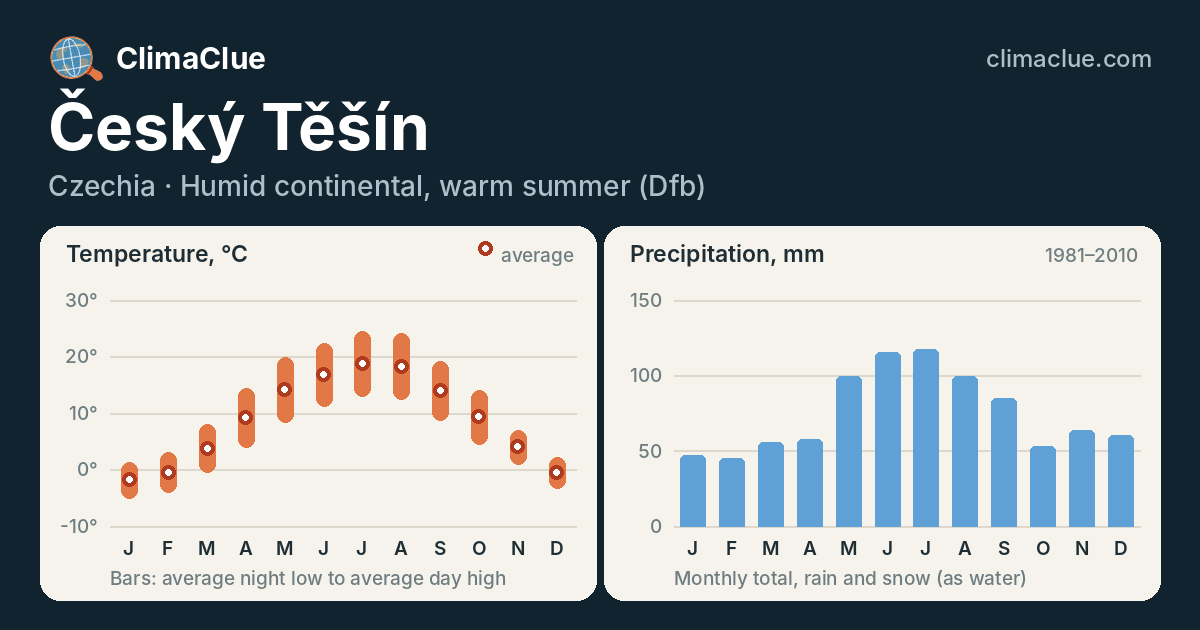 ClimaClue
climaclue.com
Český Těšín
Czechia · Humid continental, warm summer (Dfb)
Temperature, °C
average
30°
20°
10°
0°
-10°
J F M A M J J A S O N D
Bars: average night low to average day high
Precipitation, mm
1981–2010
150
100
50
0
J F M A M J J A S O N D
Monthly total, rain and snow (as water)